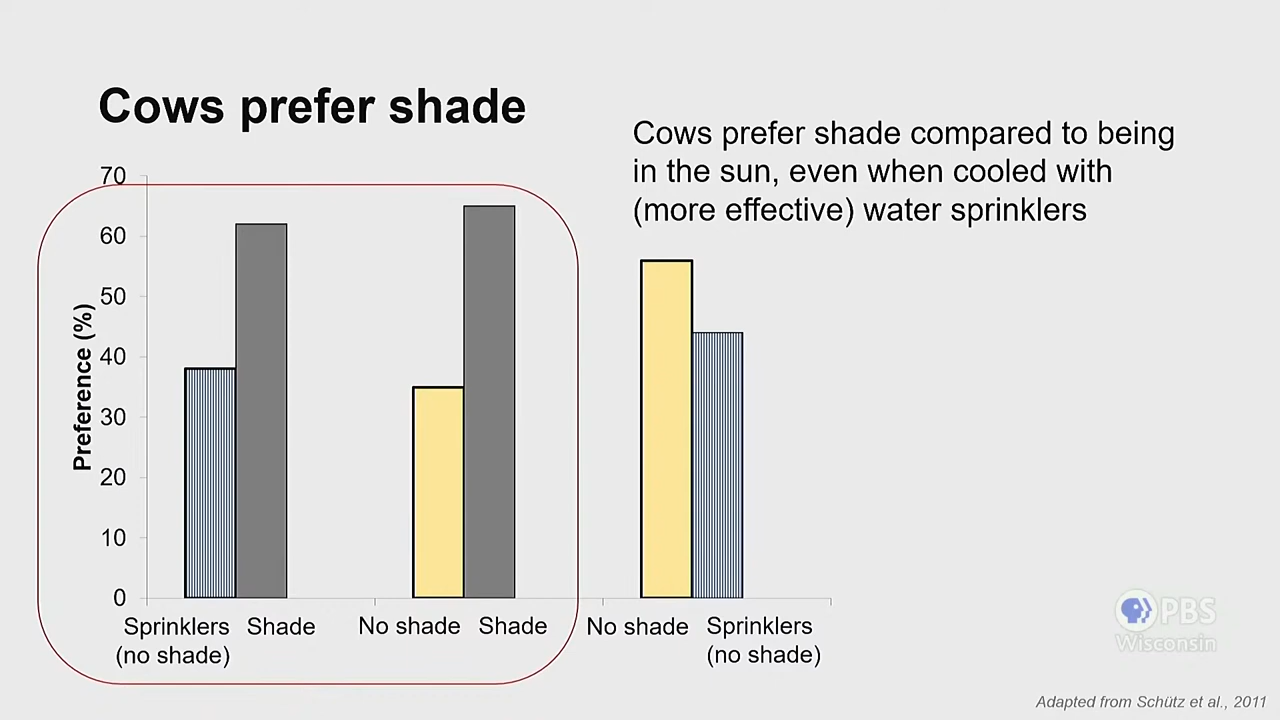 Cows prefer shade
Cows prefer shade compared to being
in the sun, even when cooled with
(more effective) water sprinklers
70
60
50
40
30
20
10
0
Preference (%)
Sprinklers
(no shade)
Shade
No shade
Shade
No shade
Sprinklers
(no shade)
PBS
Wisconsin
Adapted from Schütz et al., 2011